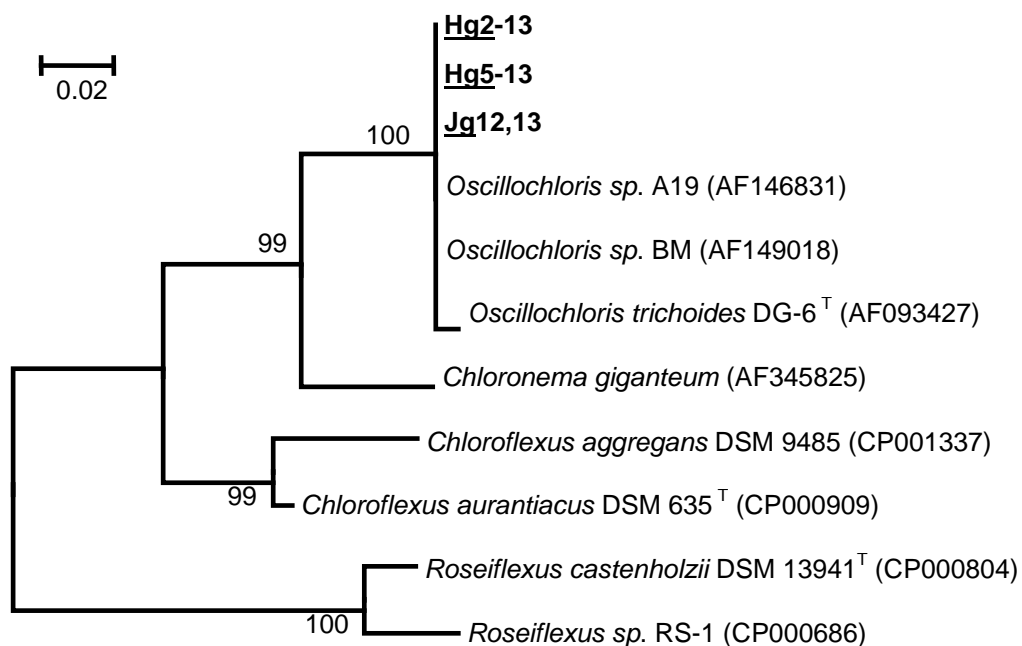 Hg2-13
0.02
Hg5-13
Jg12,13
100
Oscillochloris sp. A19 (AF146831)
99
Oscillochloris sp. BM (AF149018)
Oscillochloris trichoides DG-6 T (AF093427)
Chloronema giganteum (AF345825)
Chloroflexus aggregans DSM 9485 (CP001337)
99
Chloroflexus aurantiacus DSM 635 T (CP000909)
Roseiflexus castenholzii DSM 13941T (CP000804)
100
Roseiflexus sp. RS-1 (CP000686)